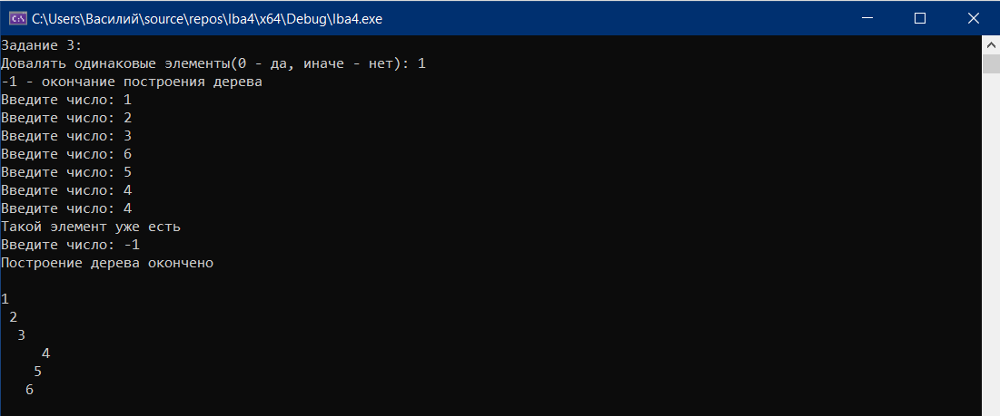 C:\Users\Василий\source\repos\Iba4\x64\Debug\Iba4.exe
Задание 3:
Довалять одинаковые элементы(0 - да, иначе - нет): 1
-1 - окончание построения дерева
Введите число: 1
Введите число: 2
Введите число: 3
Введите число: 6
Введите число: 5
Введите число: 4
Введите число: 4
Такой элемент уже есть
Введите число: -1
Построение дерева окончено
1
2
3
4
5
6